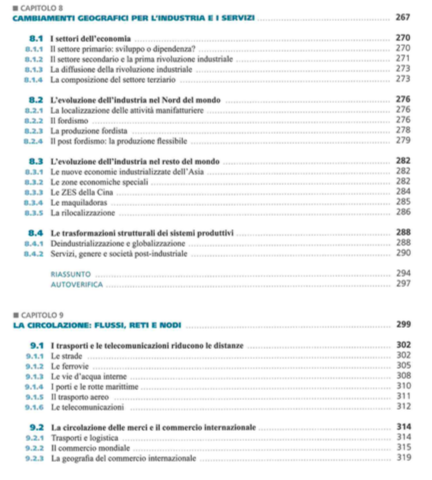 CAPITOLO 8
CAMBIAMENTI GEOGRAFICI PER L'INDUSTRIA E I SERVIZI 267
8.1 I settori dell'economia 270
8.1.1 Il settore primario: sviluppo o dipendenza? 270
8.1.2 Il settore secondario e la prima rivoluzione industriale 271
8.1.3 La diffusione della rivoluzione industriale 273
8.1.4 La composizione del settore terziario 273
8.2 L'evoluzione dell'industria nel Nord del mondo 276
8.2.1 La localizzazione delle attività manifatturiere 276
8.2.2 Il fordismo 276
8.2.3 La produzione fordista 278
8.2.4 Il post fordismo: la produzione flessibile 279
8.3 L'evoluzione dell'industria nel resto del mondo 282
8.3.1 Le nuove economie industrializzate dell'Asia 282
8.3.2 Le zone economiche speciali 282
8.3.3 Le ZES della Cina 284
8.3.4 Le maquiladoras 285
8.3.5 La rilocalizzazione 286
8.4 Le trasformazioni strutturali dei sistemi produttivi 288
8.4.1 Deindustrializzazione e globalizzazione 288
8.4.2 Servizi, genere e società post-industriale 290
RIASSUNTO 294
AUTOVERIFICA 297
CAPITOLO 9
LA CIRCOLAZIONE: FLUSSI, RETI E NODI 299
9.1 I trasporti e le telecomunicazioni riducono le distanze 302
9.1.1 Le strade 302
9.1.2 Le ferrovie 305
9.1.3 Le vie d'acqua interne 308
9.1.4 I porti e le rotte marittime 310
9.1.5 Il trasporto aereo 311
9.1.6 Le telecomunicazioni 312
9.2 La circolazione delle merci e il commercio internazionale 314
9.2.1 Trasporti e logistica 314
9.2.2 Il commercio mondiale 315
9.2.3 La geografia del commercio internazionale 319